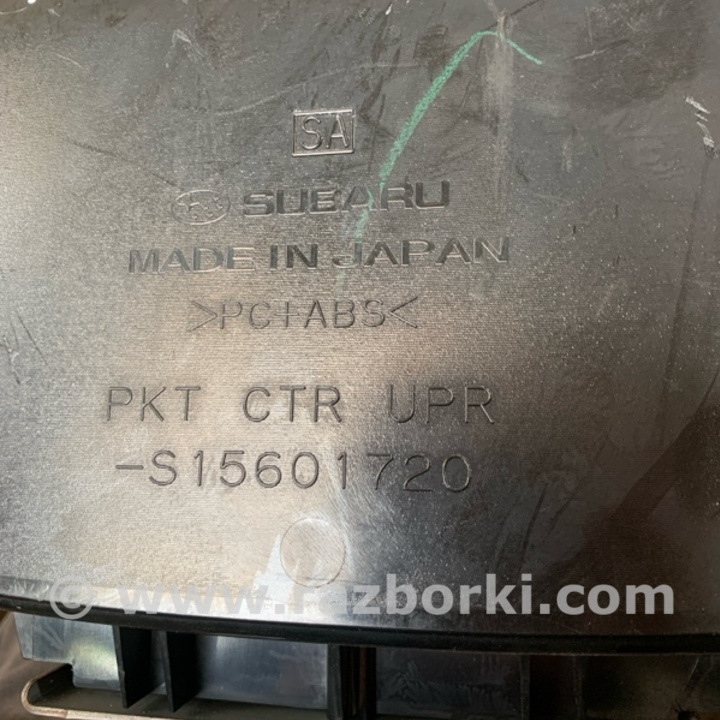 SA
SUBARU
MADE IN JAPAN
>PC+ABS<
PKT CTR UPR
-S15601720
© www.razborki.com